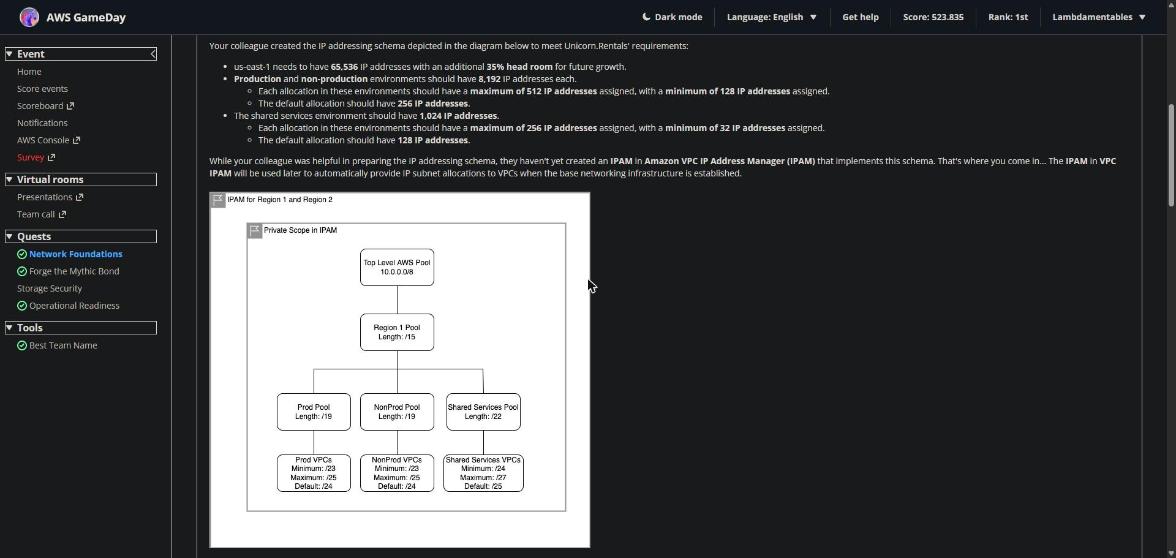 AWS GameDay
Dark mode
Language: English
Get help
Score: 523.835
Rank: 1st
Lambdamentables
Event
Home
Score events
Scoreboard
Notifications
AWS Console
Survey
Virtual rooms
Presentations
Team call
Quests
Network Foundations
Forge the Mythic Bond
Storage Security
Operational Readiness
Tools
Best Team Name
Your colleague created the IP addressing schema depicted in the diagram below to meet Unicorn.Rentals' requirements:
• us-east-1 needs to have 65,536 IP addresses with an additional 35% head room for future growth.
• Production and non-production environments should have 8,192 IP addresses each.
◦ Each allocation in these environments should have a maximum of 512 IP addresses assigned, with a minimum of 128 IP addresses assigned.
◦ The default allocation should have 256 IP addresses.
• The shared services environment should have 1,024 IP addresses.
◦ Each allocation in these environments should have a maximum of 256 IP addresses assigned, with a minimum of 32 IP addresses assigned.
◦ The default allocation should have 128 IP addresses.
While your colleague was helpful in preparing the IP addressing schema, they haven't yet created an IPAM in Amazon VPC IP Address Manager (IPAM) that implements this schema. That's where you come in... The IPAM in VPC
IPAM will be used later to automatically provide IP subnet allocations to VPCs when the base networking infrastructure is established.
IPAM for Region 1 and Region 2
Private Scope in IPAM
Top Level AWS Pool
10.0.0.0/8
Region 1 Pool
Length: /15
Prod Pool
Length: /19
NonProd Pool
Length: /19
Shared Services Pool
Length: /22
Prod VPCs
Minimum: /23
Maximum: /25
Default: /24
NonProd VPCs
Minimum: /23
Maximum: /25
Default: /24
Shared Services VPCs
Minimum: /24
Maximum: /27
Default: /25